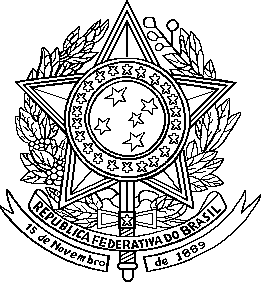 REPÚBLICA FEDERATIVA DO BRASIL
15 de Novembro de 1889